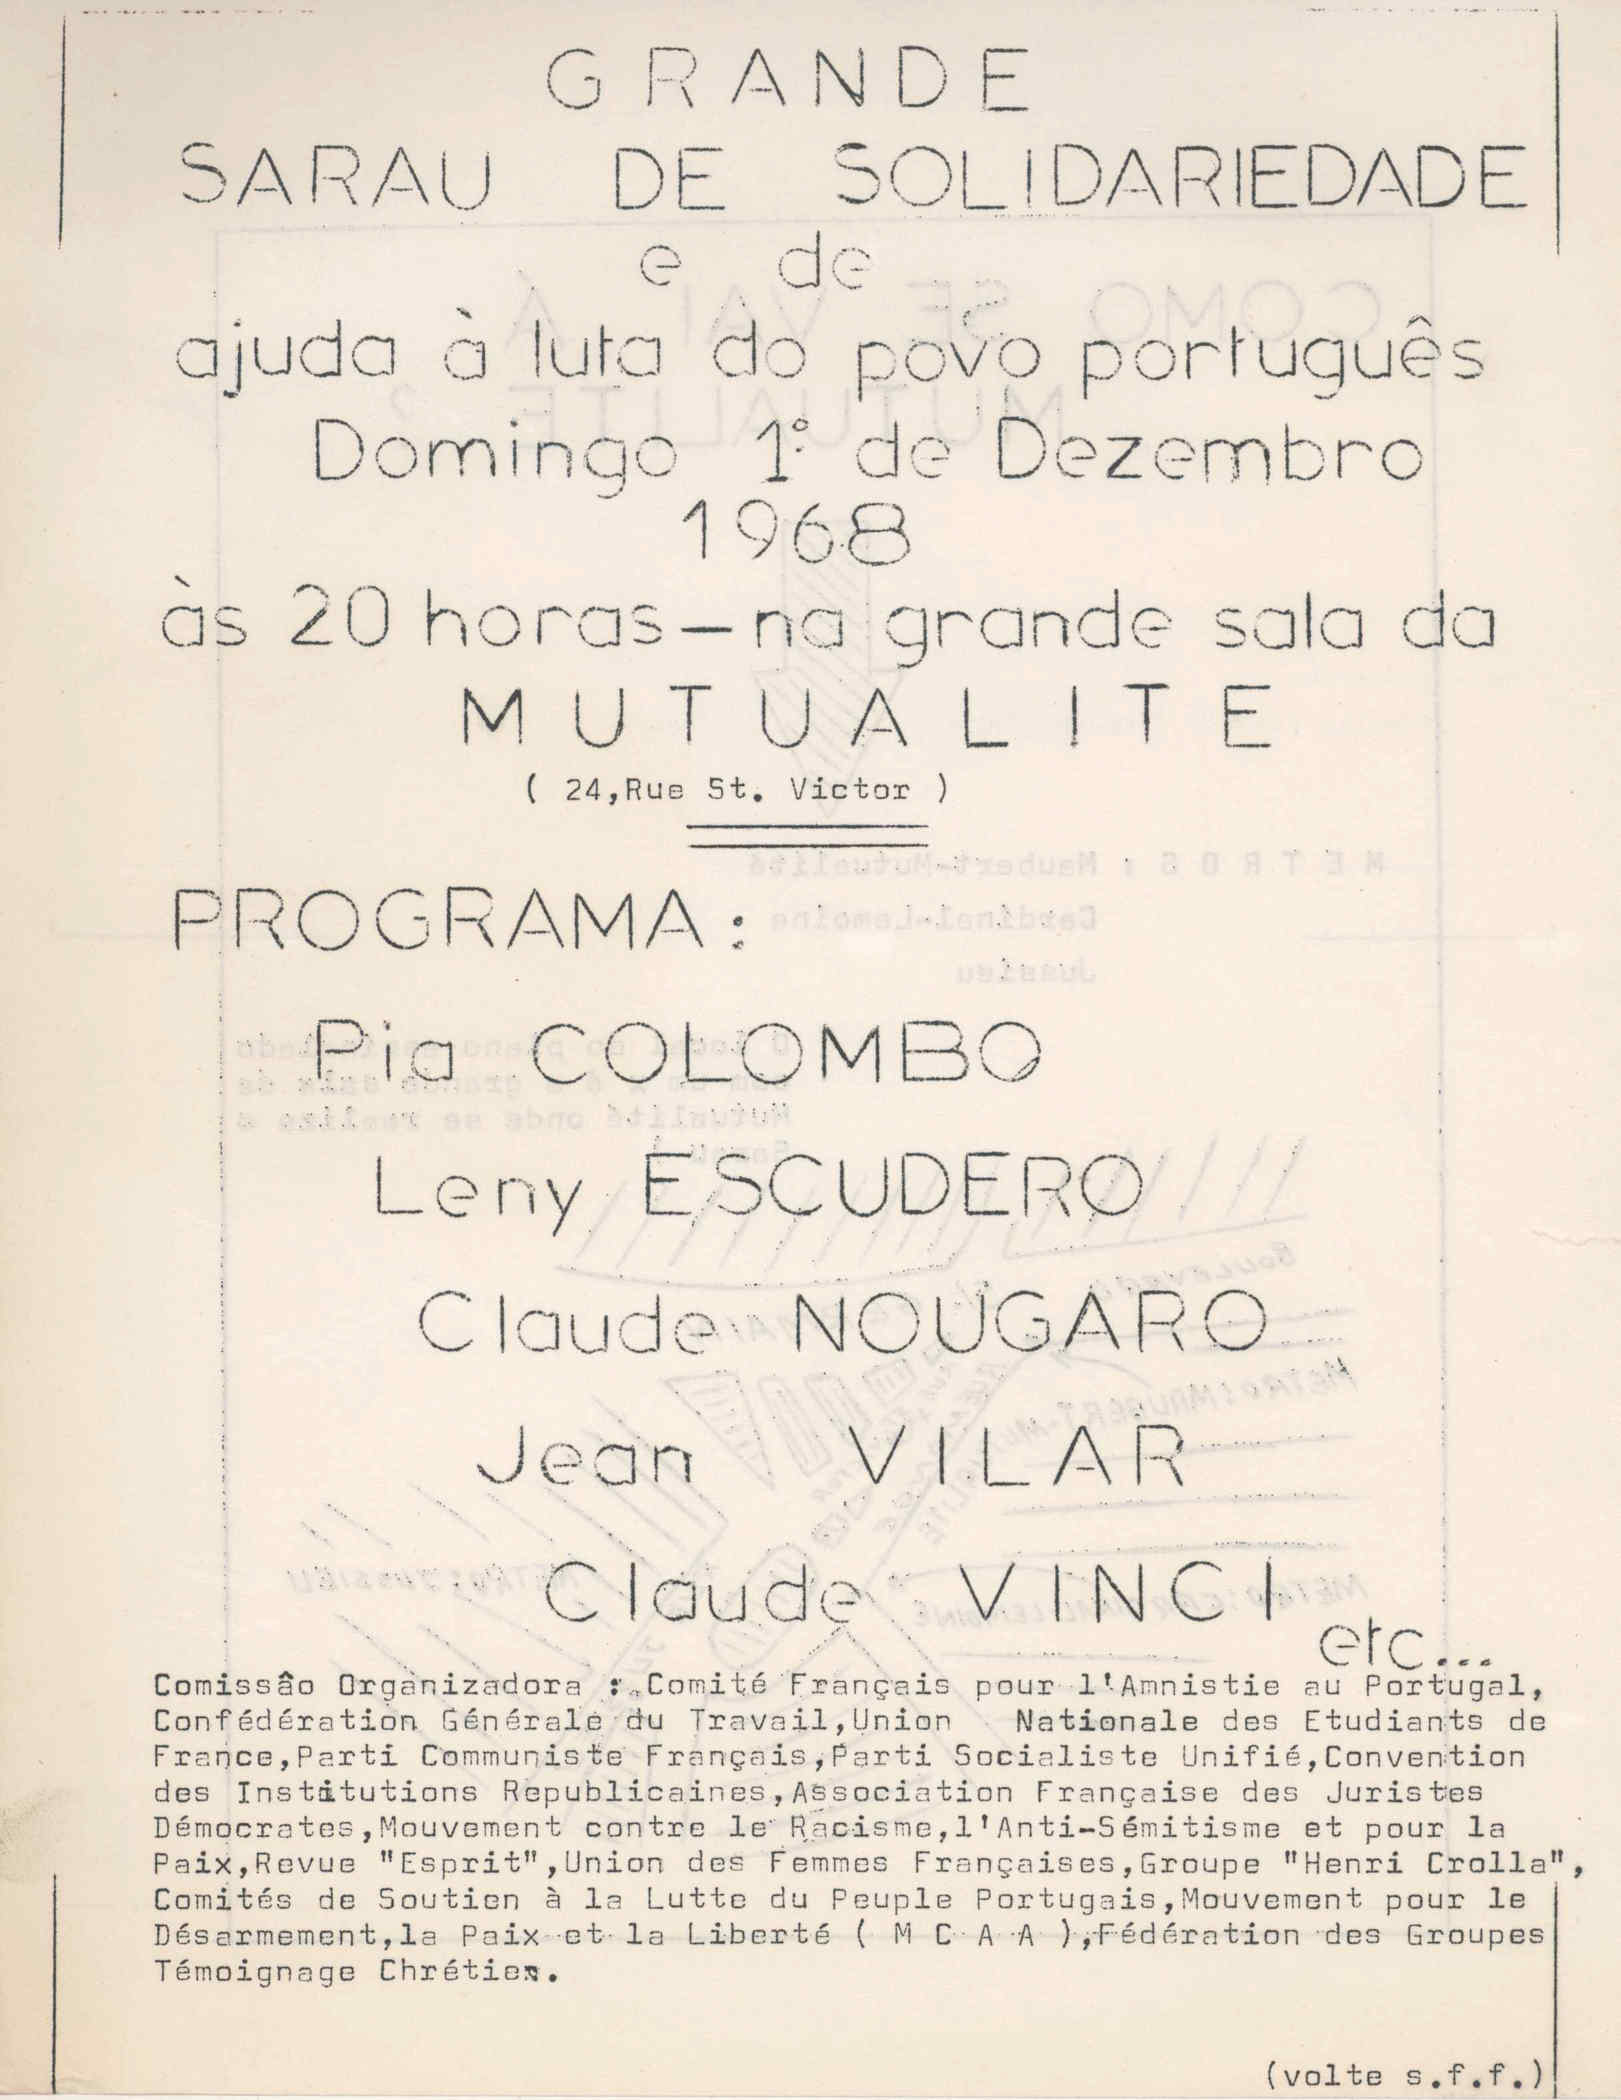 GRANDE
SARAU DE SOLIDARIEDADE
e de
ajuda à luta do povo português
Domingo 1º de Dezembro
1968
às 20 horas — na grande sala da
MUTUALITE
( 24,Rue St. Victor )
PROGRAMA :
Pia COLOMBO
Leny ESCUDERO
Claude NOUGARO
Jean VILAR
Claude VINCI
etc...
Comissâo Organizadora : Comité Français pour l'Amnistie au Portugal,
Confédération Générale du Travail,Union Nationale des Etudiants de
France,Parti Communiste Français,Parti Socialiste Unifié,Convention
des Institutions Republicaines,Association Française des Juristes
Démocrates,Mouvement contre le Racisme,l'Anti-Sémitisme et pour la
Paix,Revue "Esprit",Union des Femmes Françaises,Groupe "Henri Crolla",
Comités de Soutien à la Lutte du Peuple Portugais,Mouvement pour le
Désarmement,la Paix et la Liberté ( M C A A ),Fédération des Groupes
Témoignage Chrétien.
(volte s.f.f.)